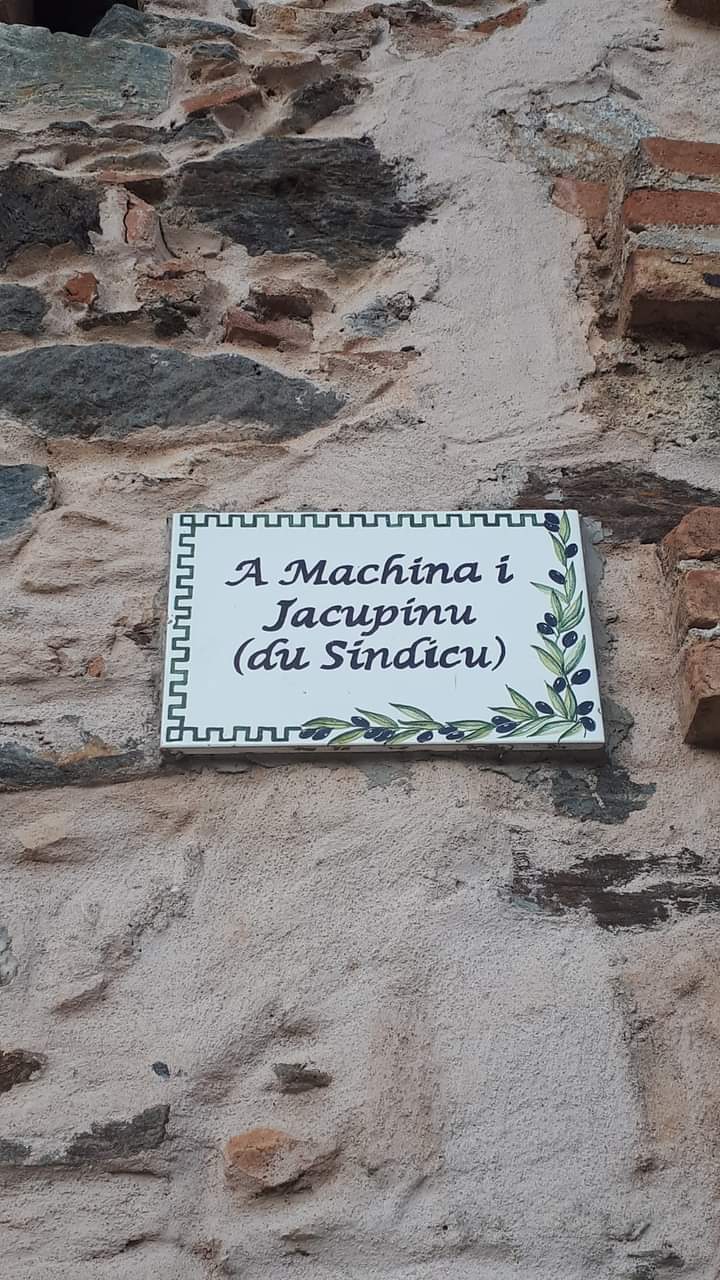 A Machina i
Jacupinu
(du Sindicu)